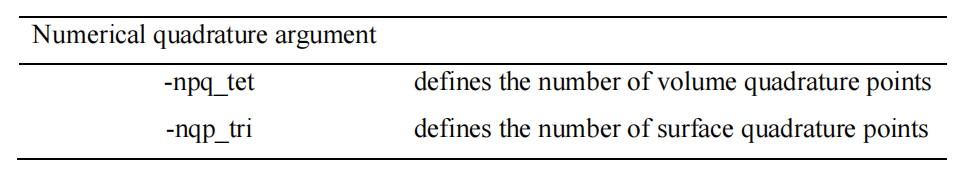 Numerical quadrature argument
-npq_tet defines the number of volume quadrature points
-nqp_tri defines the number of surface quadrature points